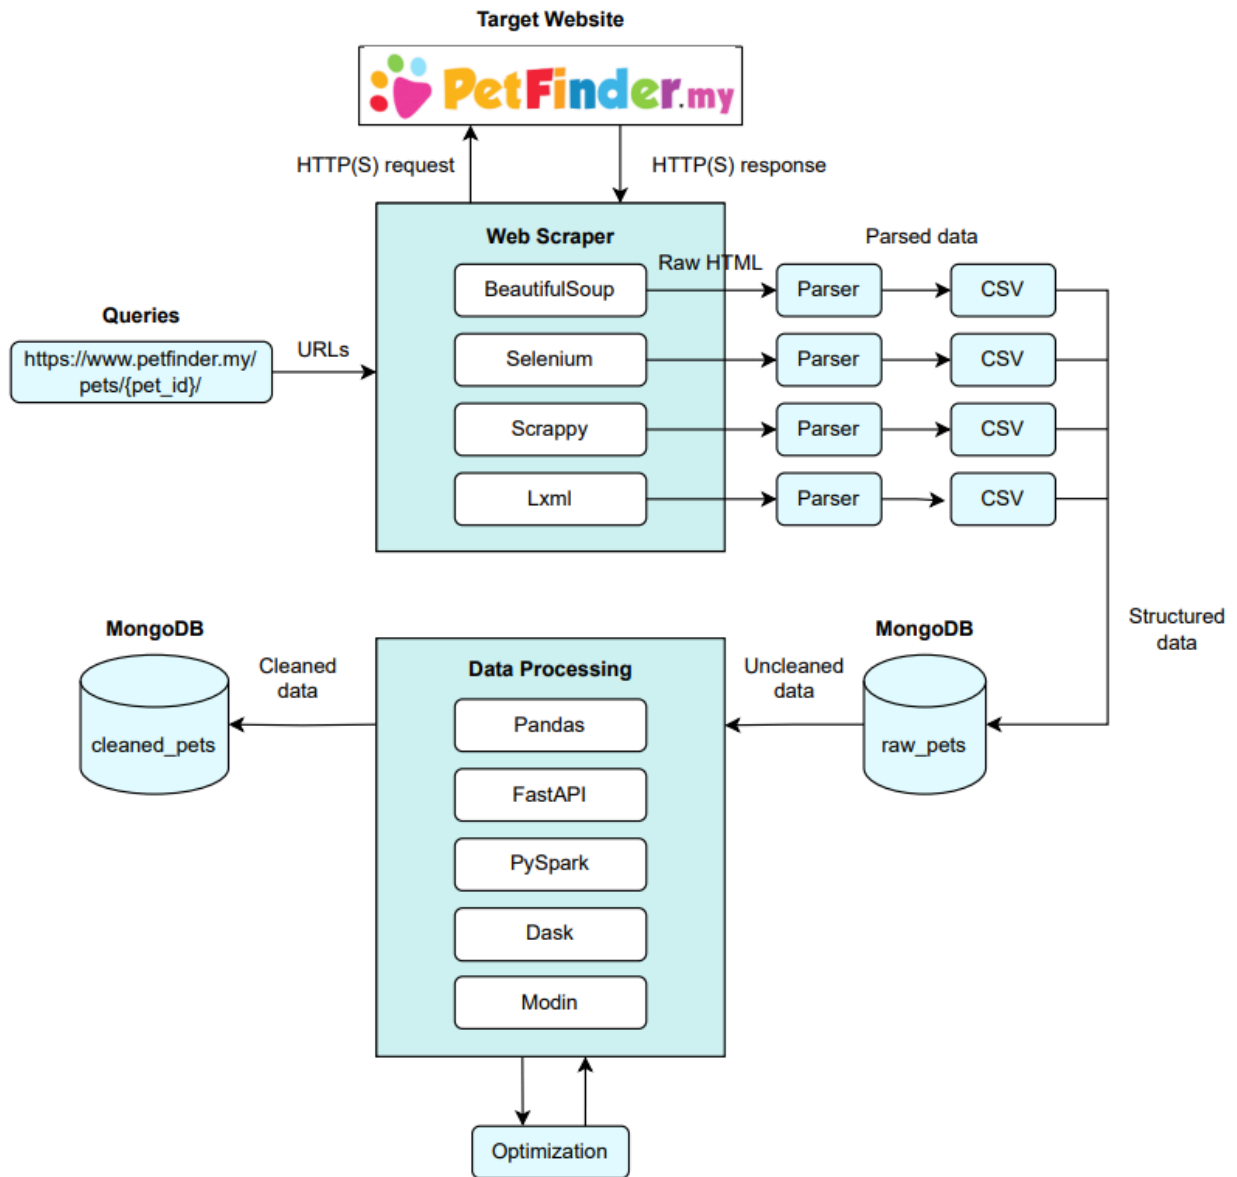 Target Website
PetFinder.my
HTTP(S) request
HTTP(S) response
Web Scraper
BeautifulSoup
Raw HTML
Parser
Parsed data
CSV
Queries
https://www.petfinder.my/
pets/{pet_id}/
URLs
Selenium
Parser
CSV
Scrappy
Parser
CSV
Lxml
Parser
CSV
Structured
data
MongoDB
raw_pets
Uncleaned
data
Data Processing
Pandas
FastAPI
PySpark
Dask
Modin
Cleaned
data
MongoDB
cleaned_pets
Optimization